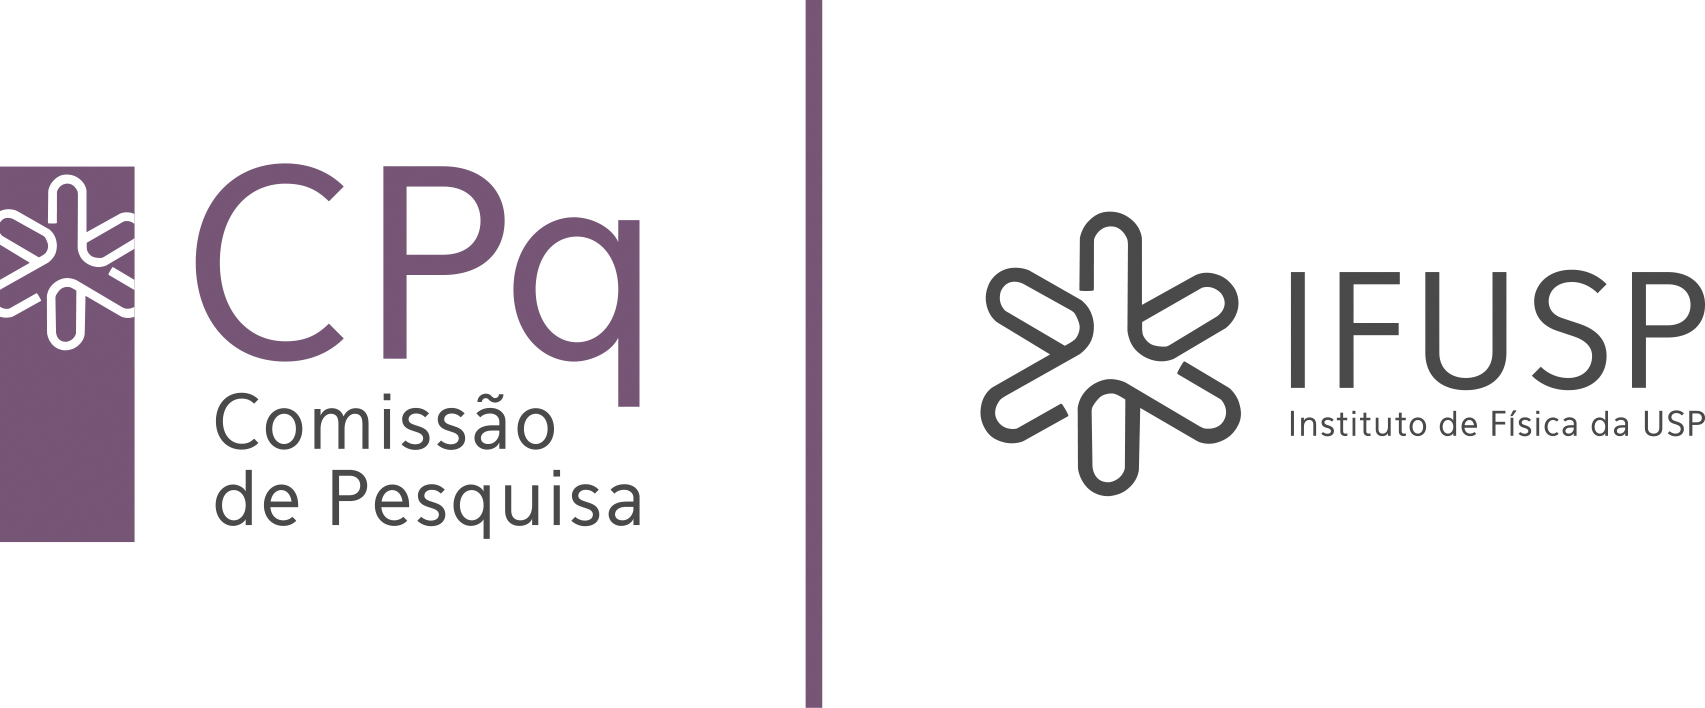 CPq
Comissão
de Pesquisa
IFUSP
Instituto de Física da USP